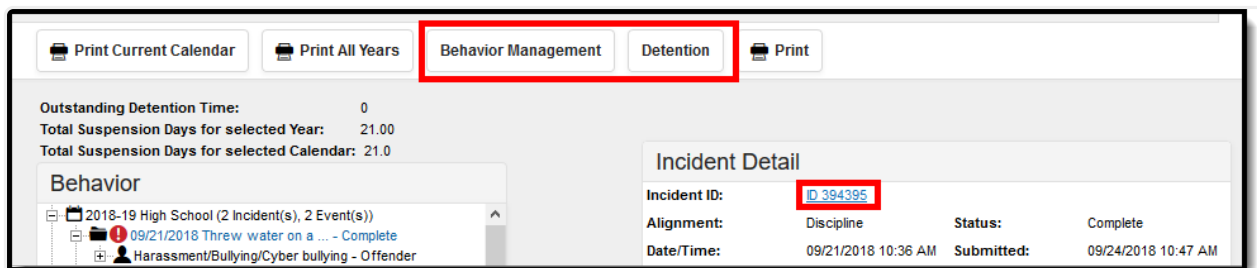 Print Current Calendar Print All Years Behavior Management Detention Print
Outstanding Detention Time: 0
Total Suspension Days for selected Year: 21.00
Total Suspension Days for selected Calendar: 21.0
Behavior
2018-19 High School (2 Incident(s), 2 Event(s))
09/21/2018 Threw water on a ... - Complete
Harassment/Bullying/Cyber bullying - Offender
Incident Detail
Incident ID: ID 394395
Alignment: Discipline Status: Complete
Date/Time: 09/21/2018 10:36 AM Submitted: 09/24/2018 10:47 AM